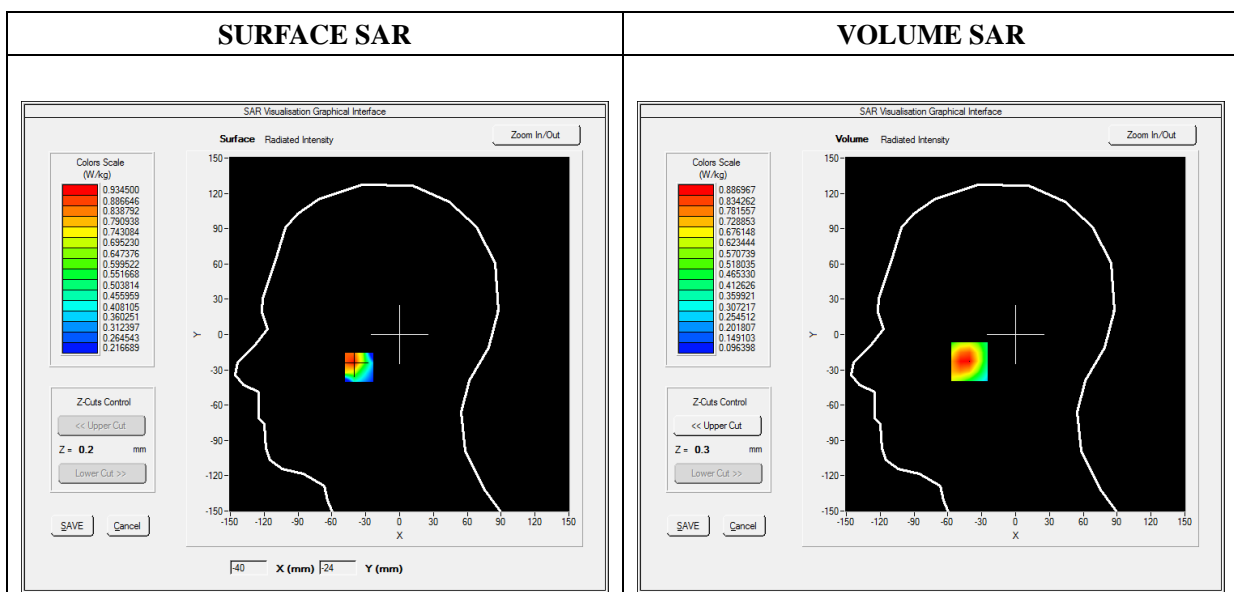 SURFACE SAR
VOLUME SAR
SAR Visualisation Graphical Interface
Surface Radiated Intensity
Zoom In/Out
Colors Scale
(W/kg)
0.934500
0.886646
0.838792
0.790938
0.743084
0.695230
0.647376
0.599522
0.551668
0.503814
0.455959
0.408105
0.360251
0.312397
0.264543
0.216689
Z-Cuts Control
<< Upper Cut
Z = 0.2 mm
Lower Cut >>
SAVE Cancel
150
120
90
60
30
0
-30
-60
-90
-120
-150
Y
-150 -120 -90 -60 -30 0 30 60 90 120 150
X
-40 X (mm) -24 Y (mm)
SAR Visualisation Graphical Interface
Volume Radiated Intensity
Zoom In/Out
Colors Scale
(W/kg)
0.886967
0.834262
0.781557
0.728853
0.676148
0.623444
0.570739
0.518035
0.465330
0.412626
0.359921
0.307217
0.254512
0.201807
0.149103
0.096398
Z-Cuts Control
<< Upper Cut
Z = 0.3 mm
Lower Cut >>
SAVE Cancel
150
120
90
60
30
0
-30
-60
-90
-120
-150
Y
-150 -120 -90 -60 -30 0 30 60 90 120 150
X